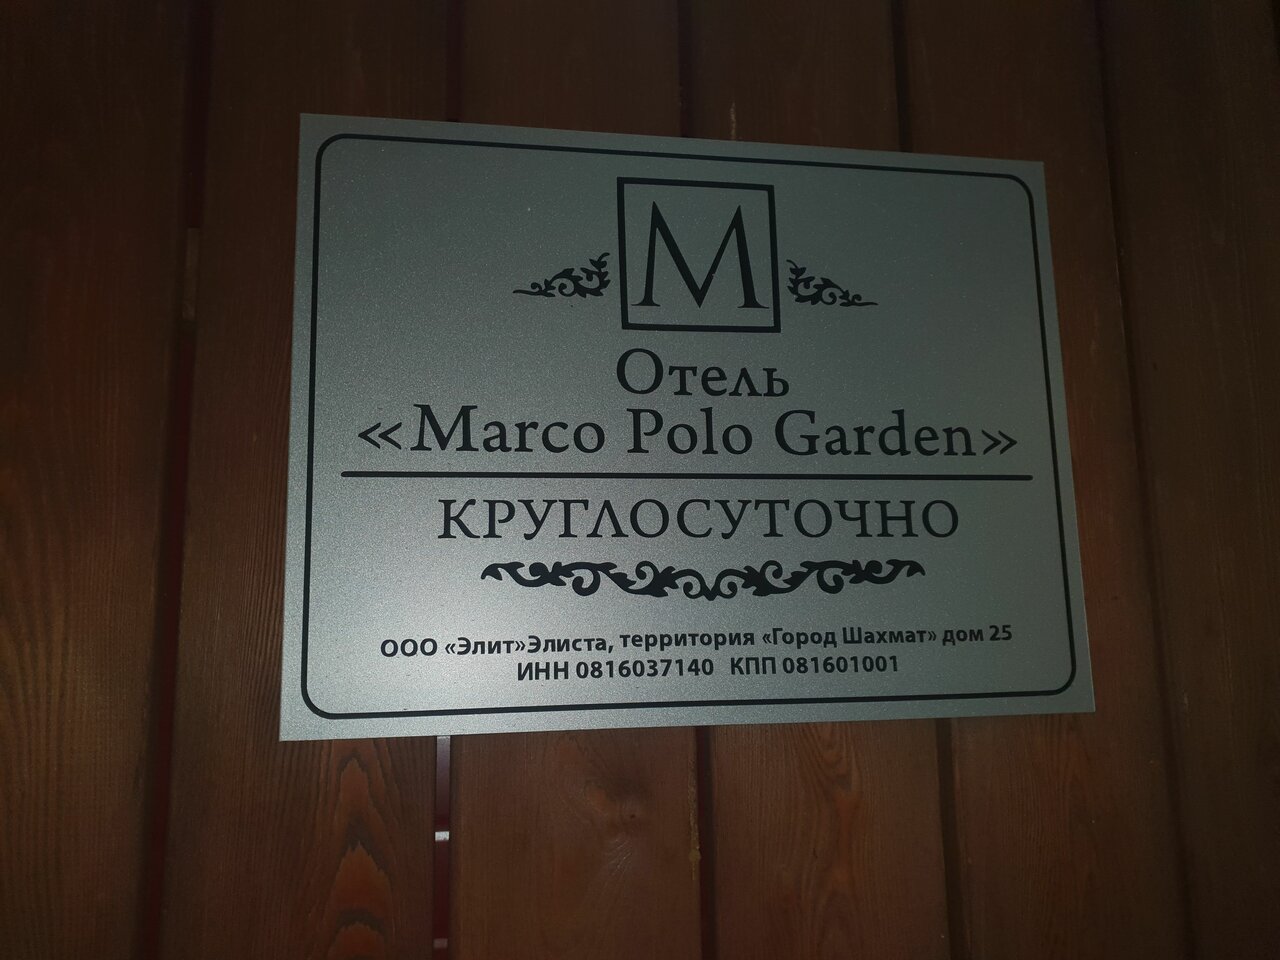 М
Отель
«Marco Polo Garden»
КРУГЛОСУТОЧНО
ООО «Элит»Элиста, территория «Город Шахмат» дом 25
ИНН 0816037140 КПП 081601001